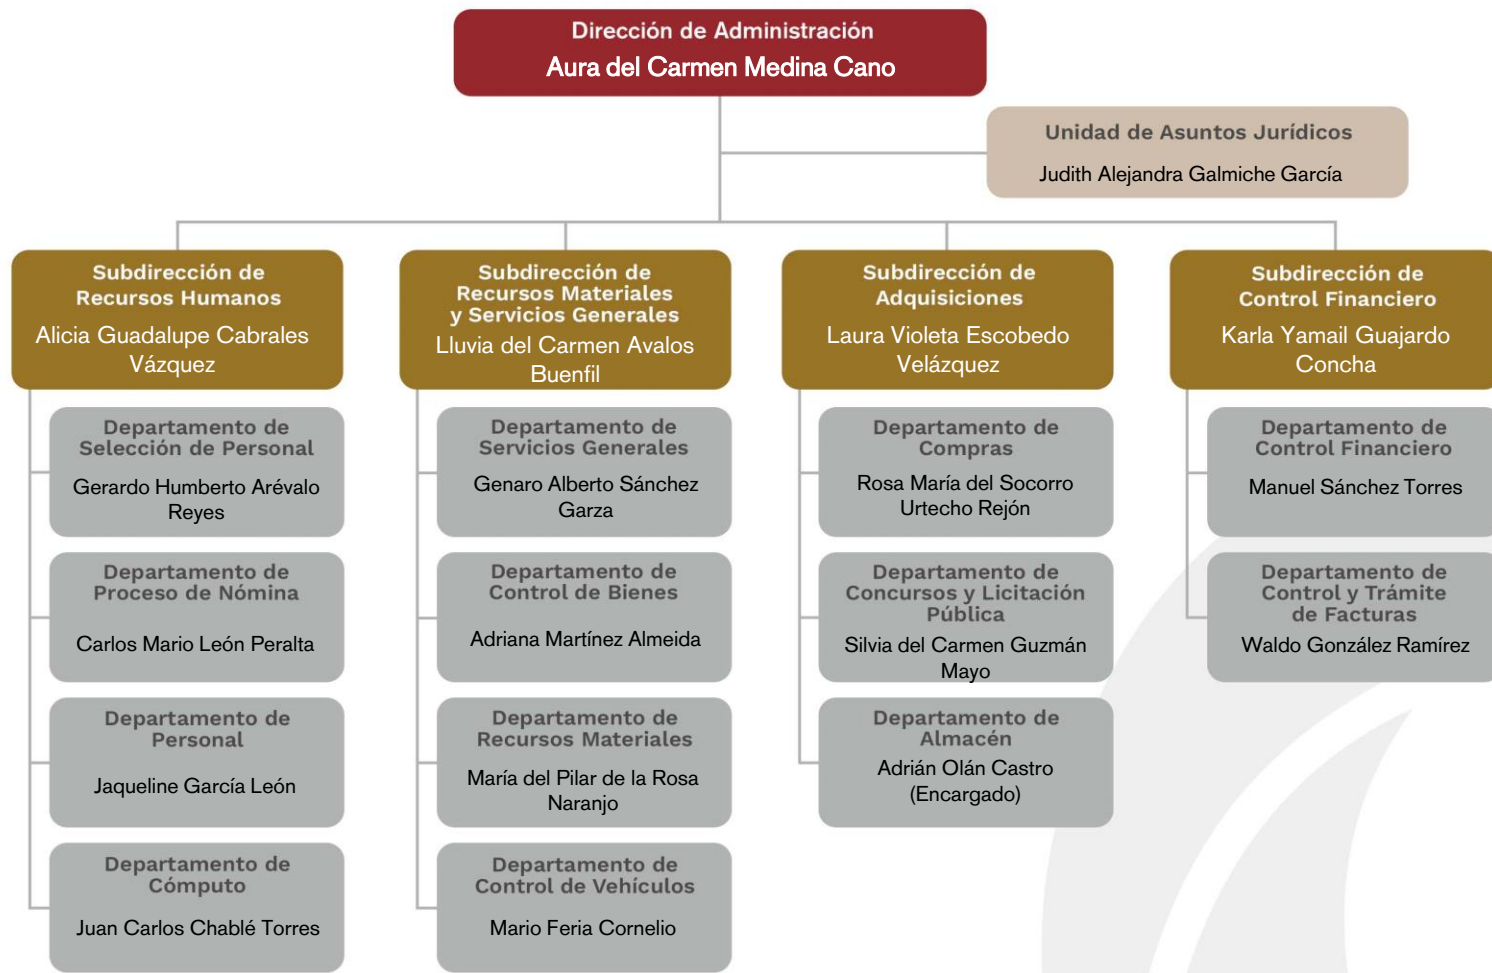 Dirección de Administración
Aura del Carmen Medina Cano
Unidad de Asuntos Jurídicos
Judith Alejandra Galmiche García
Subdirección de
Recursos Humanos
Alicia Guadalupe Cabrales
Vázquez
Departamento de
Selección de Personal
Gerardo Humberto Arévalo
Reyes
Departamento de
Proceso de Nómina
Carlos Mario León Peralta
Departamento de
Personal
Jaqueline García León
Departamento de
Cómputo
Juan Carlos Chablé Torres
Subdirección de
Recursos Materiales
y Servicios Generales
Lluvia del Carmen Avalos
Buenfil
Departamento de
Servicios Generales
Genaro Alberto Sánchez
Garza
Departamento de
Control de Bienes
Adriana Martínez Almeida
Departamento de
Recursos Materiales
María del Pilar de la Rosa
Naranjo
Departamento de
Control de Vehículos
Mario Feria Cornelio
Subdirección de
Adquisiciones
Laura Violeta Escobedo
Velázquez
Departamento de
Compras
Rosa María del Socorro
Urtecho Rejón
Departamento de
Concursos y Licitación
Pública
Silvia del Carmen Guzmán
Mayo
Departamento de
Almacén
Adrián Olán Castro
(Encargado)
Subdirección de
Control Financiero
Karla Yamail Guajardo
Concha
Departamento de
Control Financiero
Manuel Sánchez Torres
Departamento de
Control y Trámite
de Facturas
Waldo González Ramírez